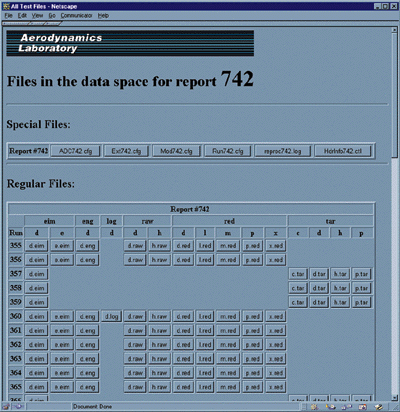 All Test Files - Netscape
File Edit View Go Communicator Help
Aerodynamics
Laboratory
Files in the data space for report 742
Special Files:
Report #742 ADC742.cfg Exc742.cfg Mod742.cfg Run742.cfg reproc742.log HdrInfo742.ctl
Regular Files:
Report #742
eim eng log raw red tar
Run d e d d d h d l m p x c d h p
355 d.eim e.eim d.eng d.raw h.raw d.red l.red m.red p.red x.red
356 d.eim e.eim d.eng d.raw h.raw d.red l.red m.red p.red x.red
357 d.eim c.tar d.tar h.tar p.tar
358 d.eim c.tar d.tar h.tar p.tar
359 d.eim c.tar d.tar h.tar p.tar
360 d.eim e.eim d.eng d.log d.raw h.raw d.red l.red m.red p.red x.red
361 d.eim e.eim d.eng d.raw h.raw d.red l.red m.red p.red x.red
362 d.eim e.eim d.eng d.raw h.raw d.red l.red m.red p.red x.red
363 d.eim e.eim d.eng d.raw h.raw d.red l.red m.red p.red x.red
364 d.eim e.eim d.eng d.raw h.raw d.red l.red m.red p.red x.red
365 d.eim e.eim d.eng d.raw h.raw d.red l.red m.red p.red x.red
Document: Done